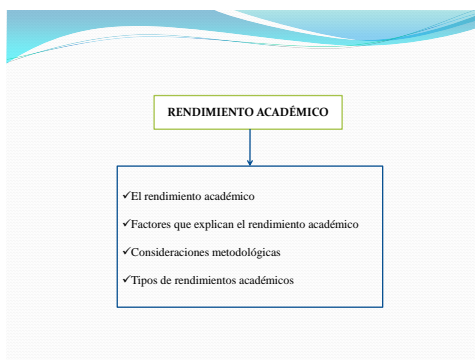 RENDIMIENTO ACADÉMICO
✓El rendimiento académico
✓Factores que explican el rendimiento académico
✓Consideraciones metodológicas
✓Tipos de rendimientos académicos